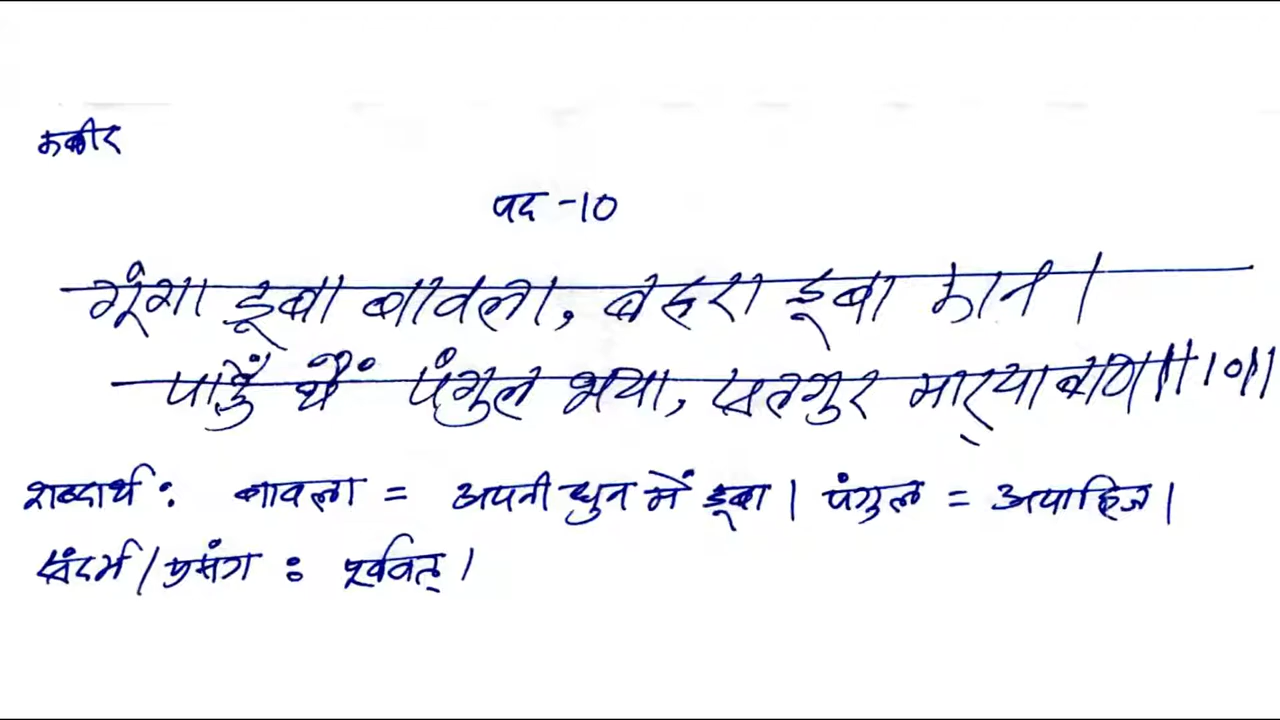 कबीर
पद -10
गूंगा डूबा बावला, बहरा डूबा कान।
पाऊँ थैं पंगुल भया, सतगुर मार्‌या बाण।।10।।
शब्दार्थ: बावला = अपनी धुन में डूबा। पंगुल = अपाहिज।
संदर्भ/प्रसंग : पूर्ववत्।